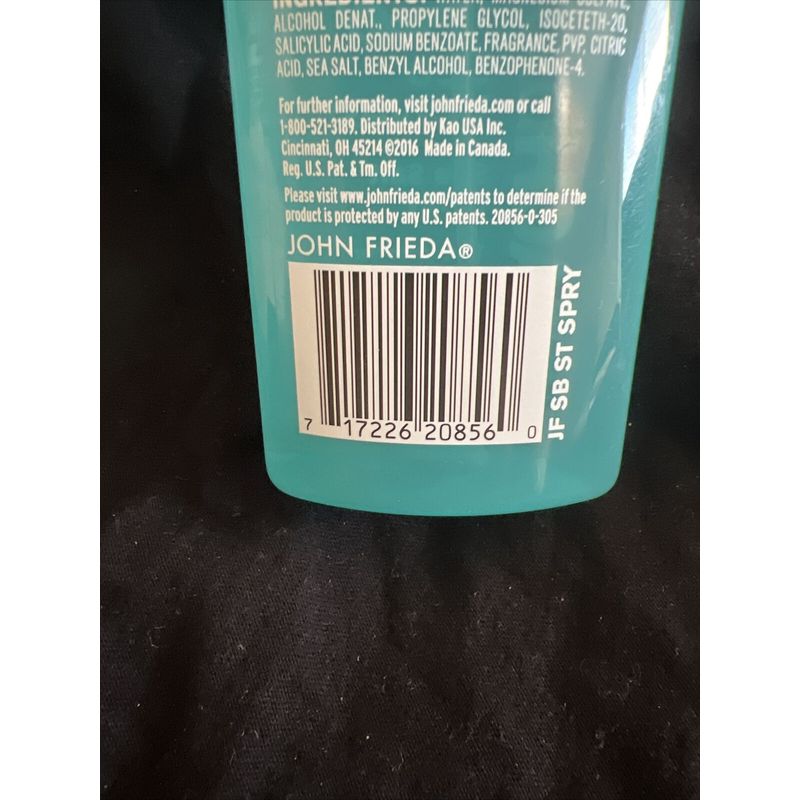 INGREDIENTS: WATER, MAGNESIUM SULFATE,
ALCOHOL DENAT., PROPYLENE GLYCOL, ISOCETETH-20,
SALICYLIC ACID, SODIUM BENZOATE, FRAGRANCE, PVP, CITRIC
ACID, SEA SALT, BENZYL ALCOHOL, BENZOPHENONE-4.
For further information, visit johnfrieda.com or call
1-800-521-3189. Distributed by Kao USA Inc.
Cincinnati, OH 45214 ©2016 Made in Canada.
Reg. U.S. Pat. & Tm. Off.
Please visit www.johnfrieda.com/patents to determine if the
product is protected by any U.S. patents. 20856-0-305
JOHN FRIEDA®
7 17226 20856 0
JF SB ST SPRY